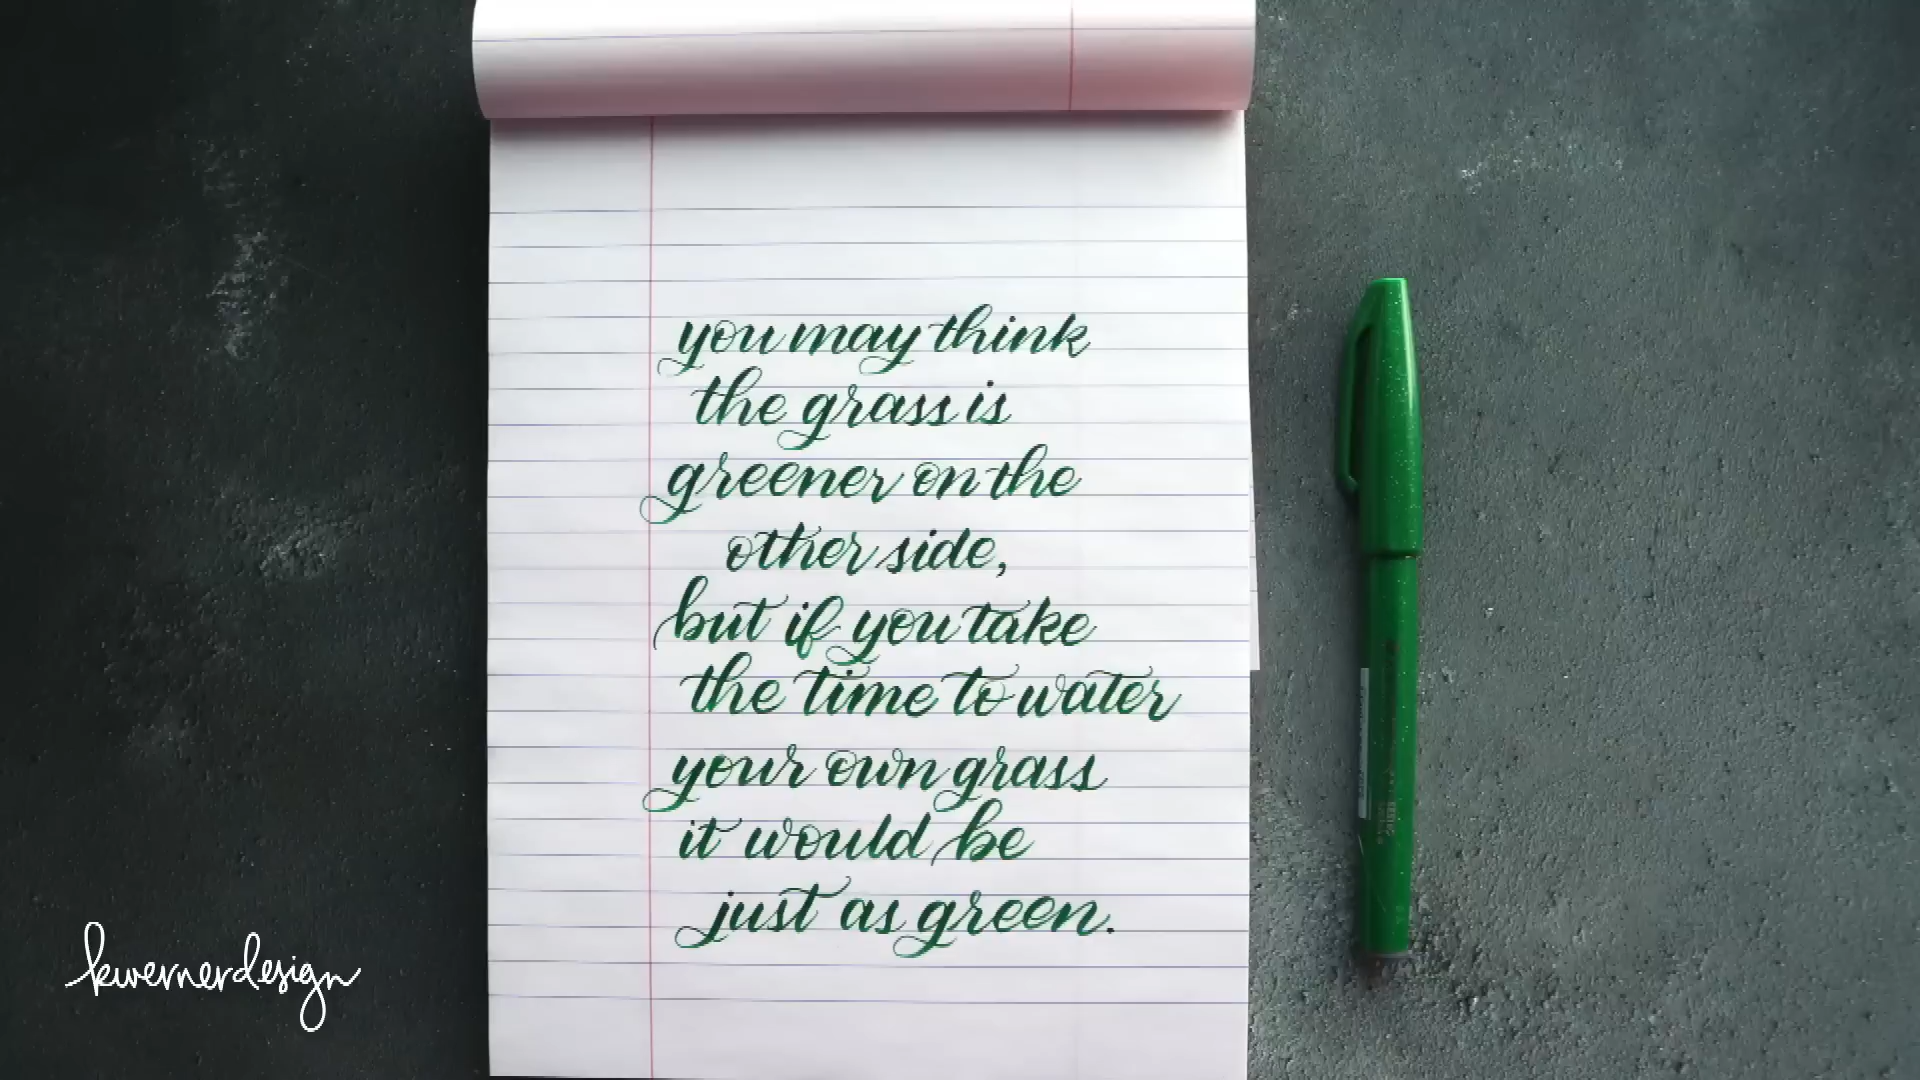 you may think
the grass is
greener on the
other side,
but if you take
the time to water
your own grass
it would be
just as green.
kwernerdesign